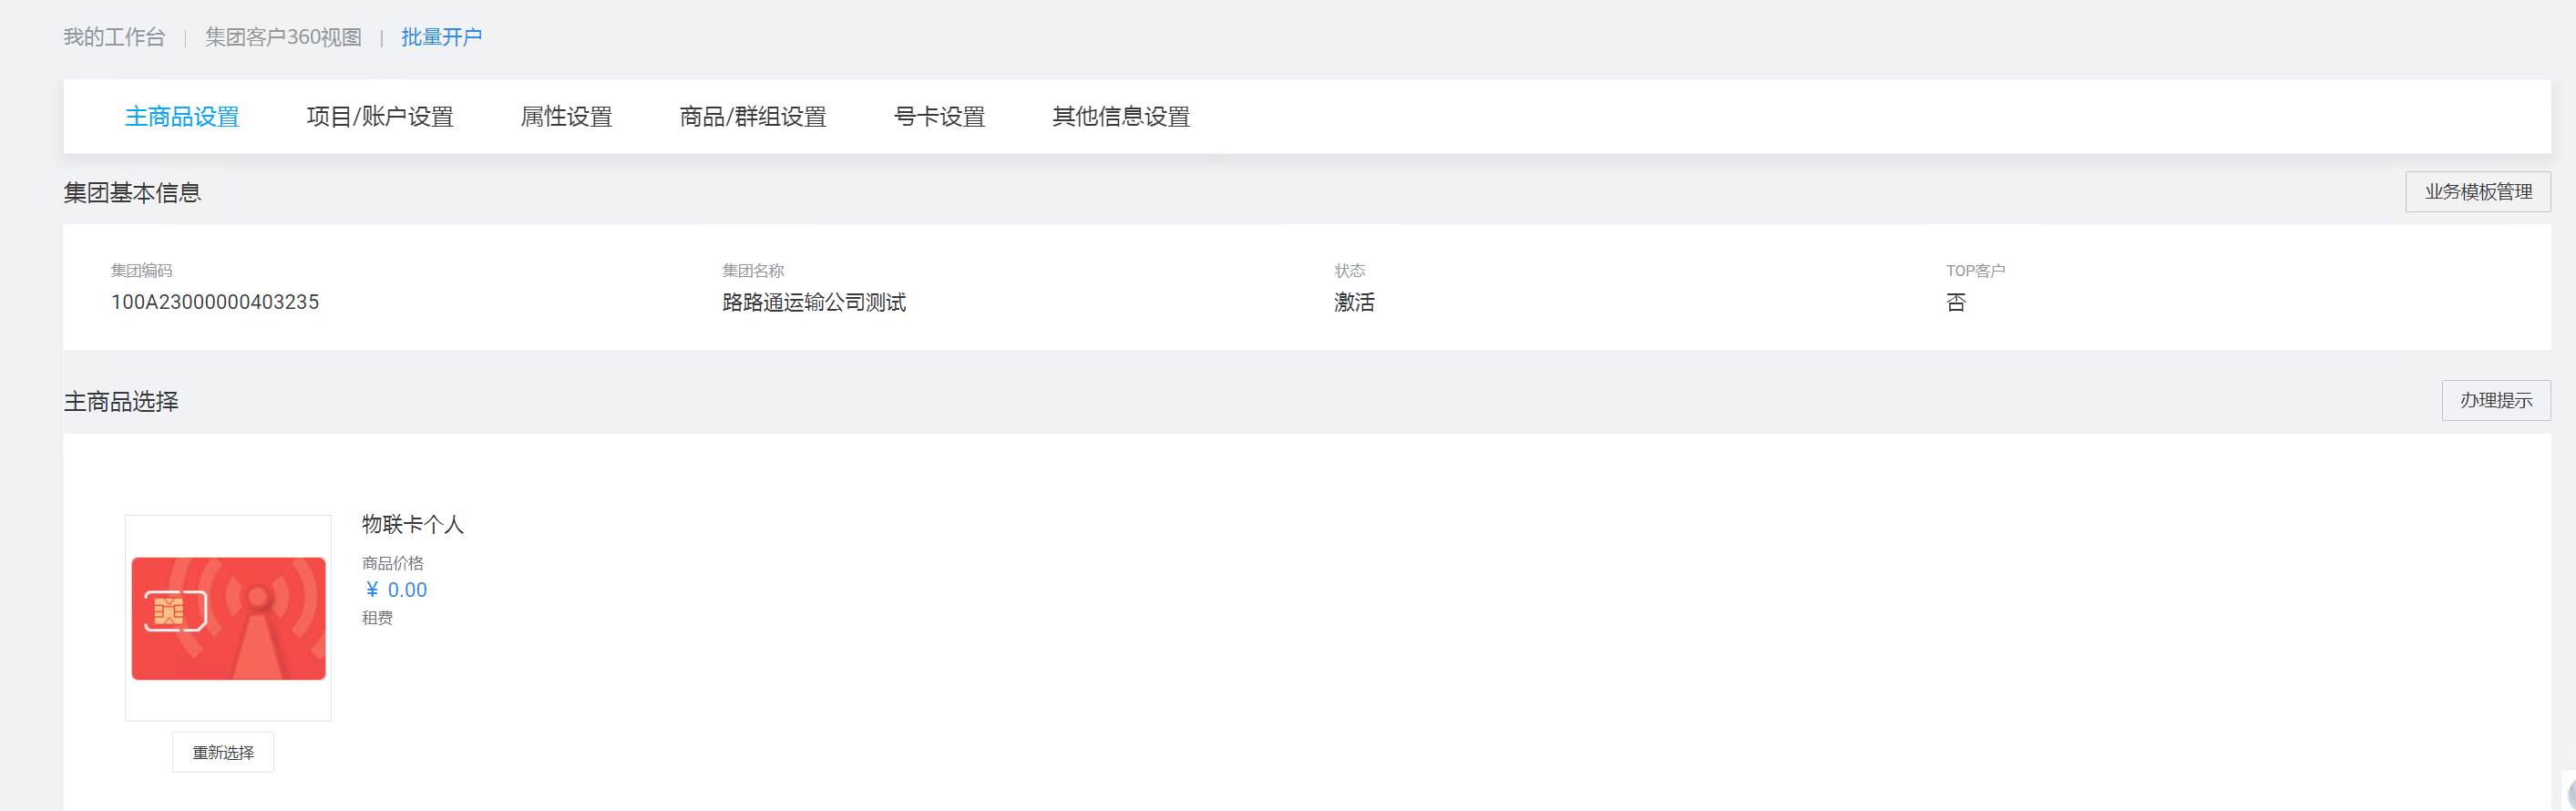 我的工作台 | 集团客户360视图 | 批量开户
主商品设置 项目/账户设置 属性设置 商品/群组设置 号卡设置 其他信息设置
集团基本信息 业务模板管理
集团编码 集团名称 状态 TOP客户
100A23000000403235 路路通运输公司测试 激活 否
主商品选择 办理提示
物联卡个人
商品价格
¥ 0.00
租费
重新选择